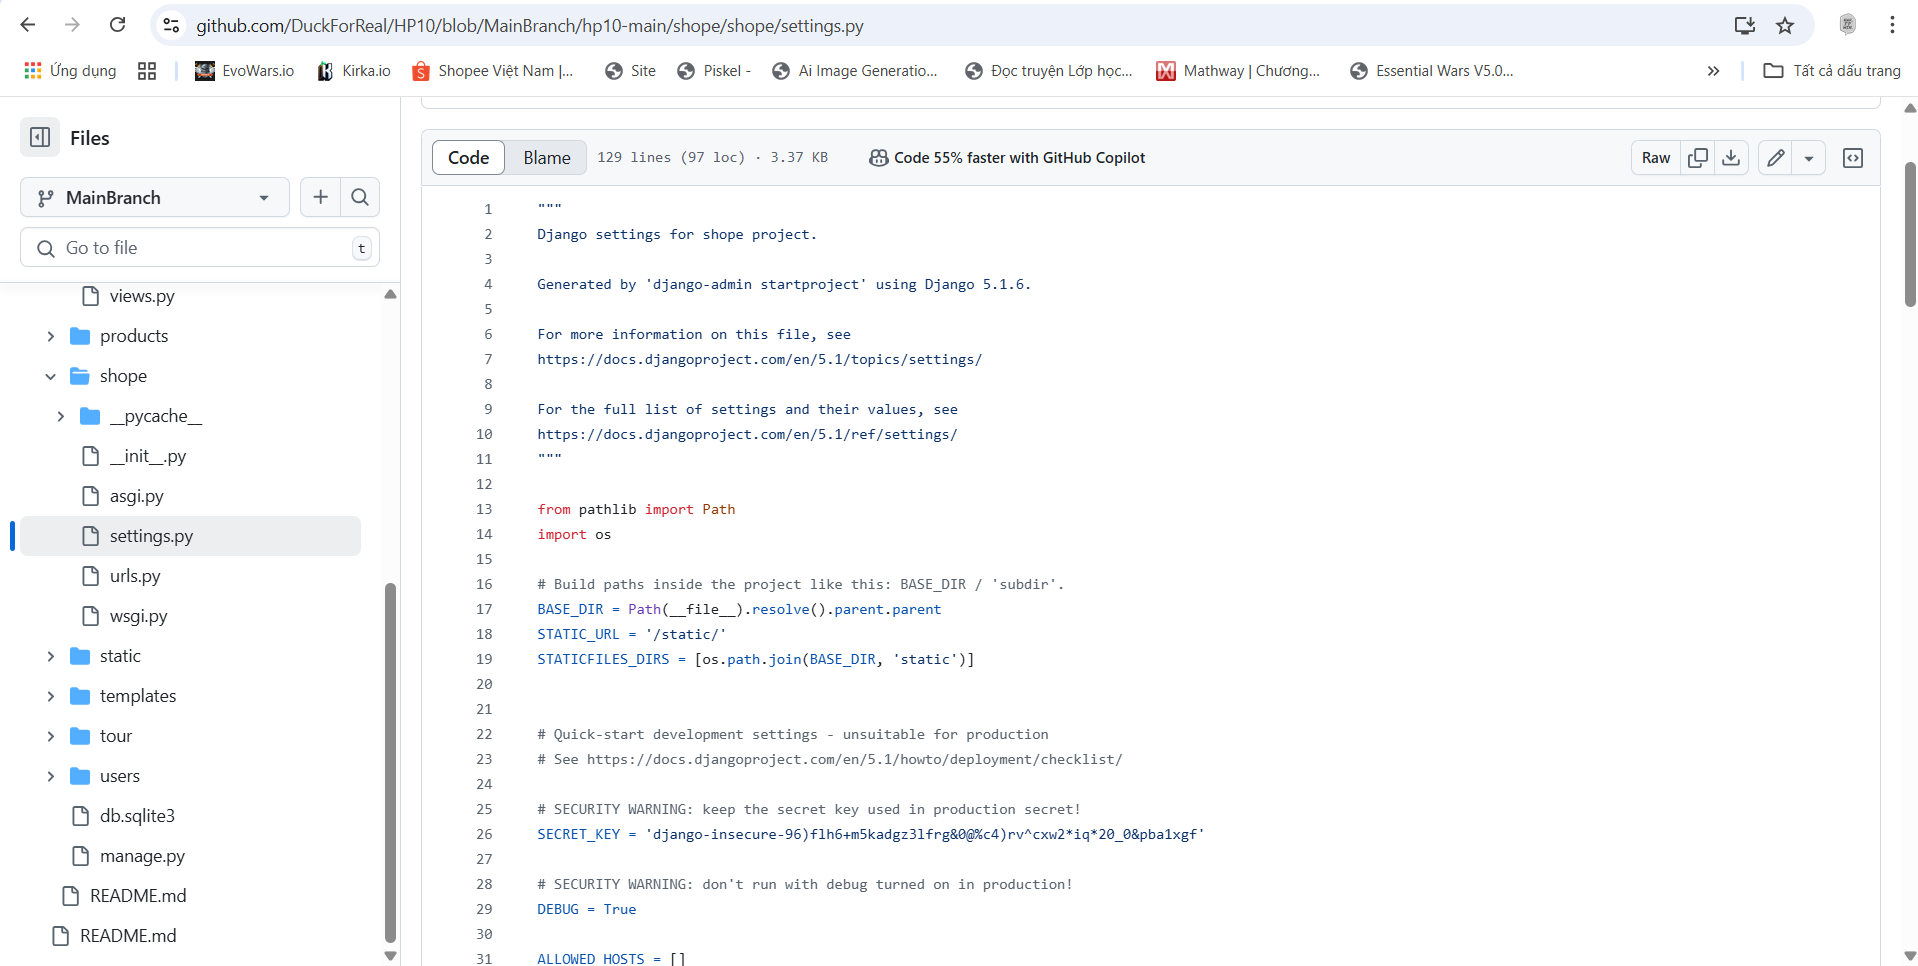 github.com/DuckForReal/HP10/blob/MainBranch/hp10-main/shope/shope/settings.py
Ứng dụng
EvoWars.io
Kirka.io
Shopee Việt Nam |...
Site
Piskel -
Ai Image Generatio...
Đọc truyện Lớp học...
Mathway | Chương...
Essential Wars V5.0...
Tất cả dấu trang
Files
MainBranch
Go to file
t
views.py
products
shope
__pycache__
__init__.py
asgi.py
settings.py
urls.py
wsgi.py
static
templates
tour
users
db.sqlite3
manage.py
README.md
README.md
Code
Blame
129 lines (97 loc) · 3.37 KB
Code 55% faster with GitHub Copilot
Raw
1 """
2 Django settings for shope project.
3
4 Generated by 'django-admin startproject' using Django 5.1.6.
5
6 For more information on this file, see
7 https://docs.djangoproject.com/en/5.1/topics/settings/
8
9 For the full list of settings and their values, see
10 https://docs.djangoproject.com/en/5.1/ref/settings/
11 """
12
13 from pathlib import Path
14 import os
15
16 # Build paths inside the project like this: BASE_DIR / 'subdir'.
17 BASE_DIR = Path(__file__).resolve().parent.parent
18 STATIC_URL = '/static/'
19 STATICFILES_DIRS = [os.path.join(BASE_DIR, 'static')]
20
21
22 # Quick-start development settings - unsuitable for production
23 # See https://docs.djangoproject.com/en/5.1/howto/deployment/checklist/
24
25 # SECURITY WARNING: keep the secret key used in production secret!
26 SECRET_KEY = 'django-insecure-96)flh6+m5kadgz3lfrg&0@%c4)rv^cxw2*iq*20_0&pba1xgf'
27
28 # SECURITY WARNING: don't run with debug turned on in production!
29 DEBUG = True
30
31 ALLOWED_HOSTS = []